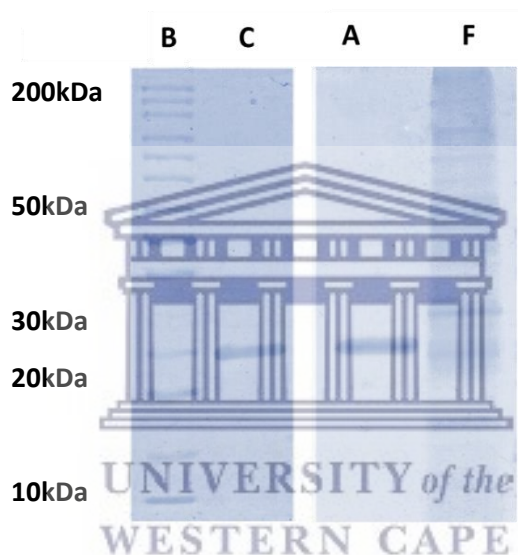 B C A F
200kDa
50kDa
30kDa
20kDa
10kDa
UNIVERSITY of the
WESTERN CAPE